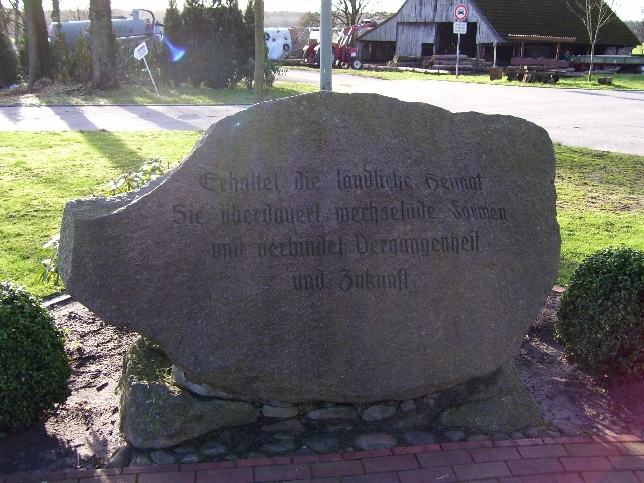 Erhaltet die ländliche Heimat
Sie überdauert wechselnde Formen
und verbindet Vergangenheit
und Zukunft